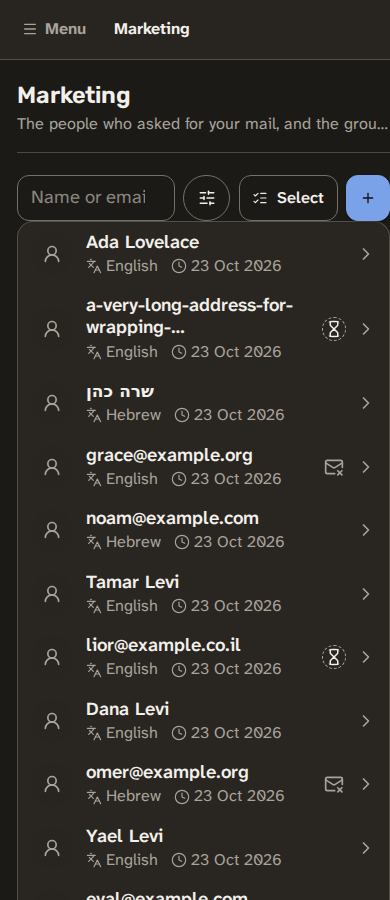 Menu Marketing
Marketing
The people who asked for your mail, and the grou...
Name or emai
Select
Ada Lovelace
English 23 Oct 2026
a-very-long-address-for-
wrapping-...
English 23 Oct 2026
שרה כהן
Hebrew 23 Oct 2026
grace@example.org
English 23 Oct 2026
noam@example.com
Hebrew 23 Oct 2026
Tamar Levi
English 23 Oct 2026
lior@example.co.il
English 23 Oct 2026
Dana Levi
English 23 Oct 2026
omer@example.org
Hebrew 23 Oct 2026
Yael Levi
English 23 Oct 2026